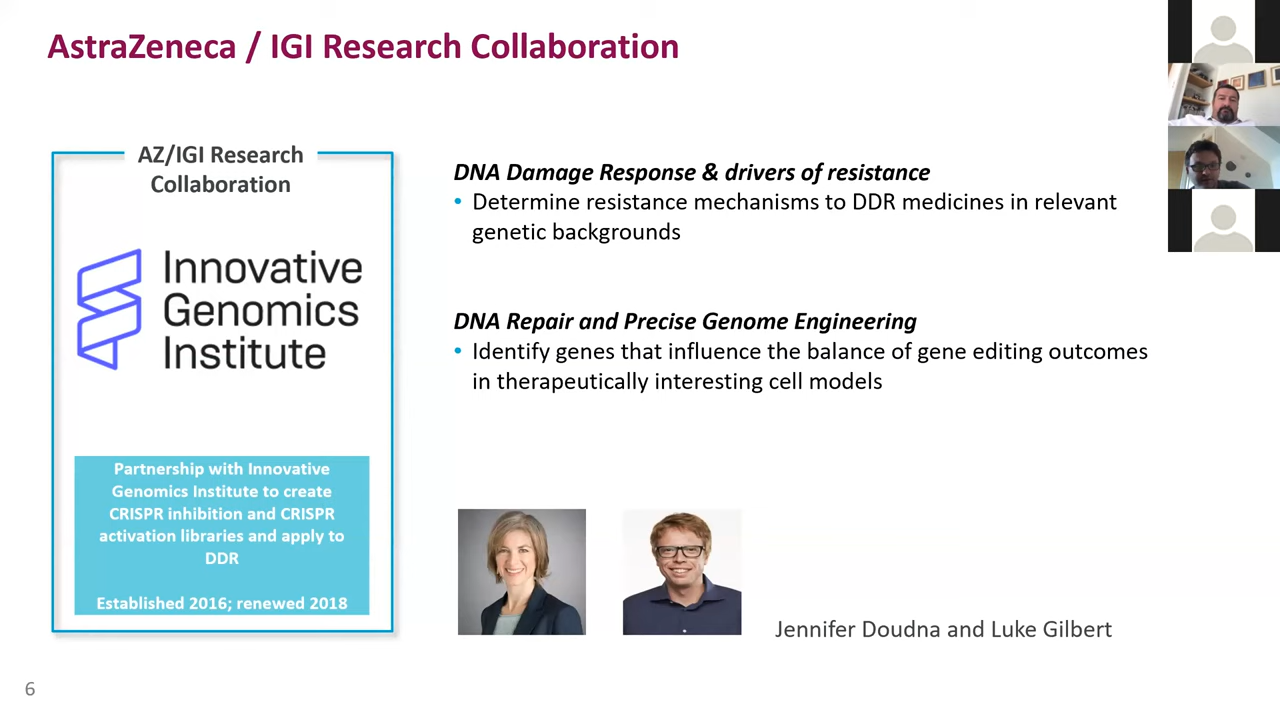 AstraZeneca / IGI Research Collaboration
AZ/IGI Research
Collaboration
Innovative
Genomics
Institute
Partnership with Innovative
Genomics Institute to create
CRISPR inhibition and CRISPR
activation libraries and apply to
DDR
Established 2016; renewed 2018
DNA Damage Response & drivers of resistance
• Determine resistance mechanisms to DDR medicines in relevant
genetic backgrounds
DNA Repair and Precise Genome Engineering
• Identify genes that influence the balance of gene editing outcomes
in therapeutically interesting cell models
Jennifer Doudna and Luke Gilbert
6